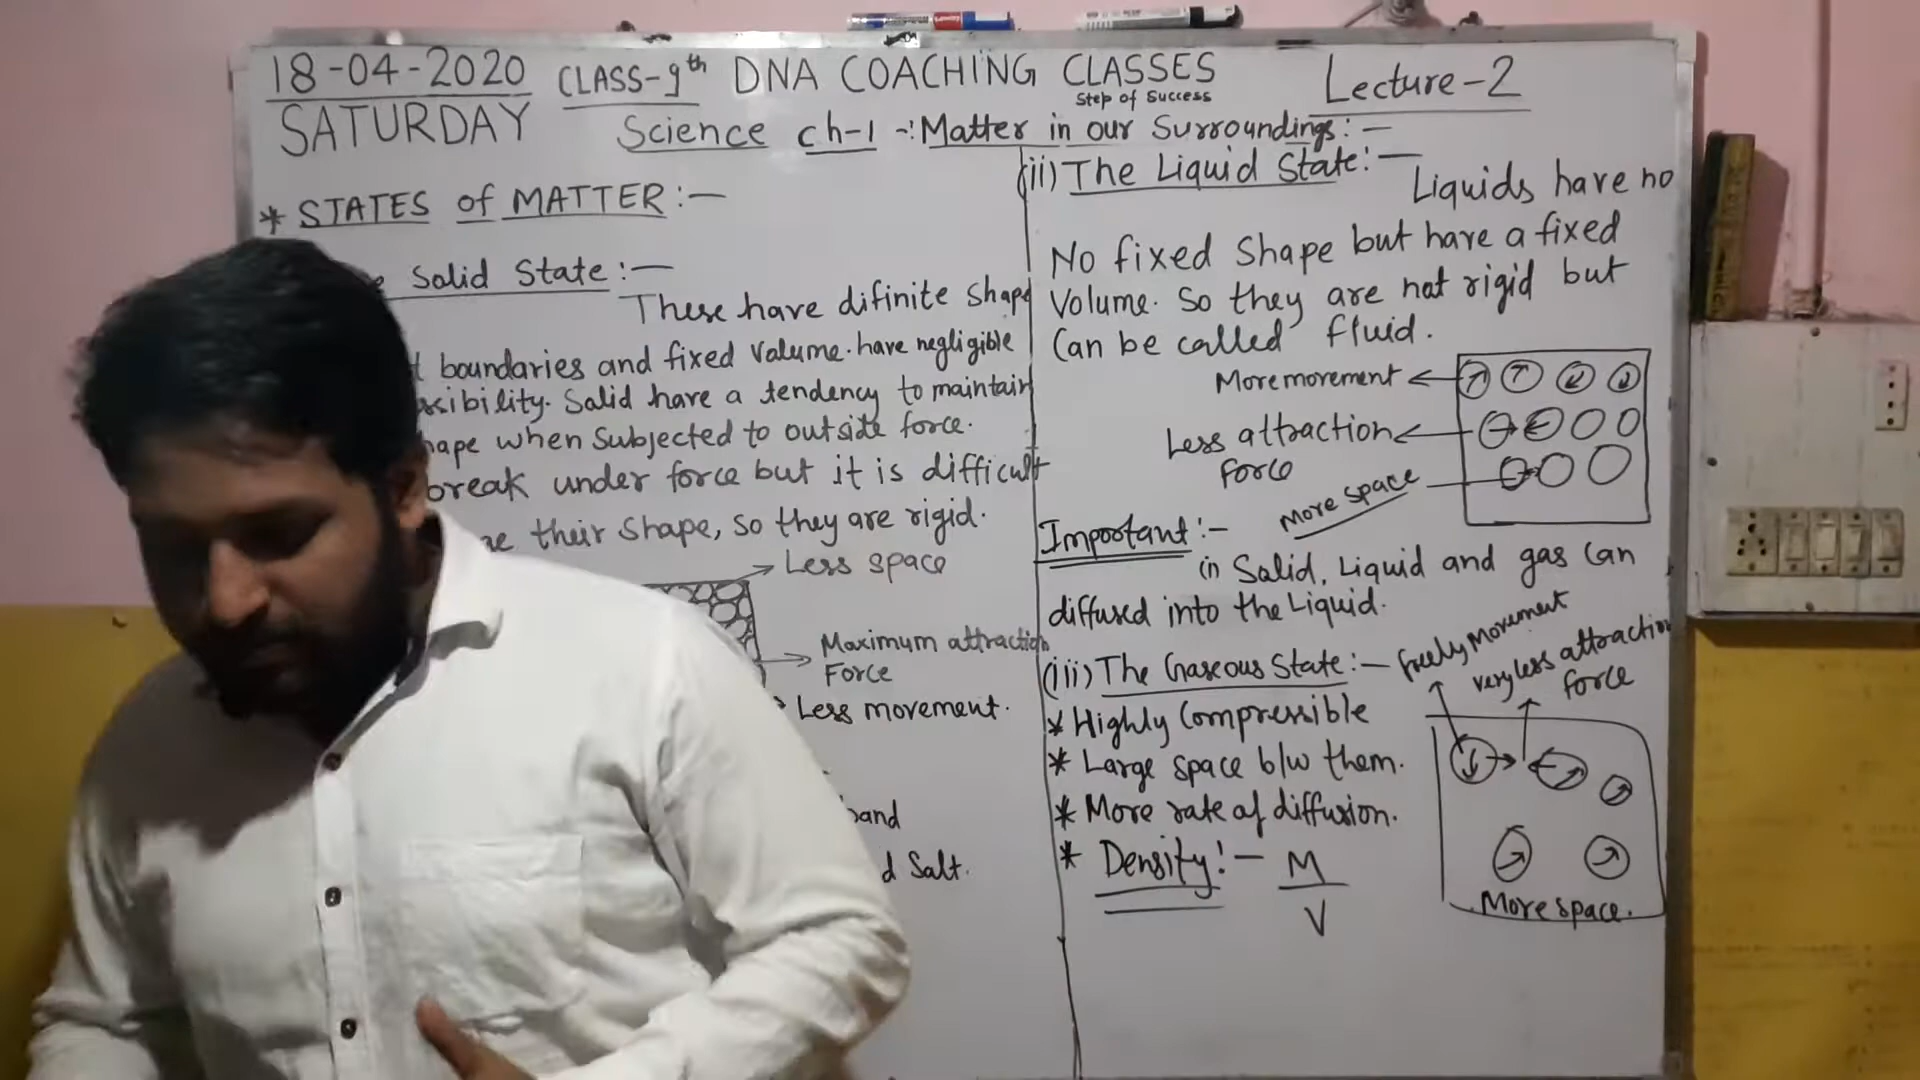 18-04-2020 CLASS-9th DNA COACHING CLASSES Lecture-2
Step of Success
SATURDAY Science ch-1 -: Matter in our Surroundings:-
* STATES of MATTER:-
Solid State:-
These have difinite shape
boundaries and fixed Volume. have negligible
Solid have a tendency to maintain
when Subjected to outside force.
break under force but it is difficult
their Shape, so they are rigid.
Less space
Maximum attraction
Force
Less movement.
and
Salt.
(ii) The Liquid State:-
Liquids have no
No fixed Shape but have a fixed
Volume. So they are not rigid but
Can be called fluid.
More movement
Less attraction
force
More space
Important:-
(i) Solid, Liquid and gas Can
diffused into the Liquid.
(iii) The Gaseous State:-
freely Movement
very less attraction
force
* Highly Compressible
* Large space b/w them.
* More rate of diffusion.
* Density:- M
V
More space.